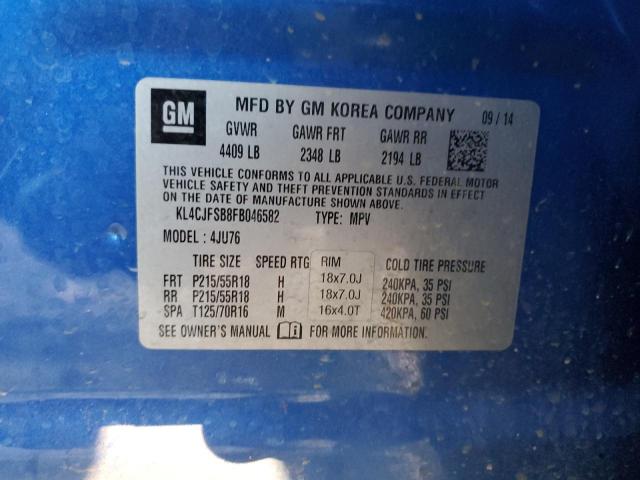 GM MFD BY GM KOREA COMPANY 09 / 14
GVWR GAWR FRT GAWR RR
4409 LB 2348 LB 2194 LB
THIS VEHICLE CONFORMS TO ALL APPLICABLE U.S. FEDERAL MOTOR
VEHICLE SAFETY AND THEFT PREVENTION STANDARDS IN EFFECT
ON THE DATE OF MANUFACTURE SHOWN ABOVE.
KL4CJFSB8FB046582 TYPE: MPV
MODEL : 4JU76
TIRE SIZE SPEED RTG RIM COLD TIRE PRESSURE
FRT P215/55R18 H 18x7.0J 240KPA, 35 PSI
RR P215/55R18 H 18x7.0J 240KPA, 35 PSI
SPA T125/70R16 M 16x4.0T 420KPA, 60 PSI
SEE OWNER'S MANUAL FOR MORE INFORMATION.